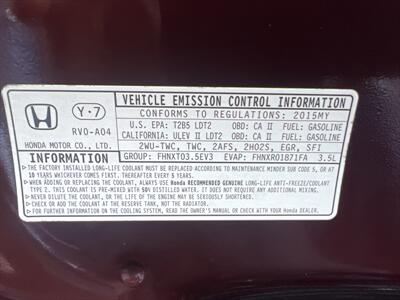 VEHICLE EMISSION CONTROL INFORMATION
Y-7
CONFORMS TO REGULATIONS: 2015MY
RVO-A04
U.S. EPA: T2B5 LDT2 OBD: CA II FUEL: GASOLINE
CALIFORNIA: ULEV II LDT2 OBD: CA II FUEL: GASOLINE
HONDA MOTOR CO., LTD.
2WU-TWC, TWC, 2AFS, 2HO2S, EGR, SFI
INFORMATION
GROUP: FHNXT03.5EV3 EVAP: FHNXR0187IFA 3.5L
▶THE FACTORY INSTALLED LONG-LIFE COOLANT MUST BE REPLACED ACCORDING TO MAINTENANCE MINDER SUB CODE 5, OR AT
10 YEARS WHICHEVER COMES FIRST. THEREAFTER EVERY 5 YEARS.
▶WHEN ADDING OR REPLACING COOLANT, ALWAYS USE Honda RECOMMENDED GENUINE LONG-LIFE ANTI-FREEZE/COOLANT
TYPE 2. THIS COOLANT IS PRE-MIXED WITH 50% DISTILLED WATER. IT DOES NOT REQUIRE ADDITIONAL MIXING.
▶NEVER DILUTE THE COOLANT, OR THE LIFE OF THE ENGINE MAY BE SERIOUSLY SHORTENED.
▶CHECK OR ADD COOLANT AT THE RESERVE TANK, NOT THE RADIATOR.
▶FOR FURTHER INFORMATION ON THE COOLING SYSTEM, READ THE OWNER'S MANUAL OR CHECK WITH YOUR AUTHORIZED Honda DEALER.